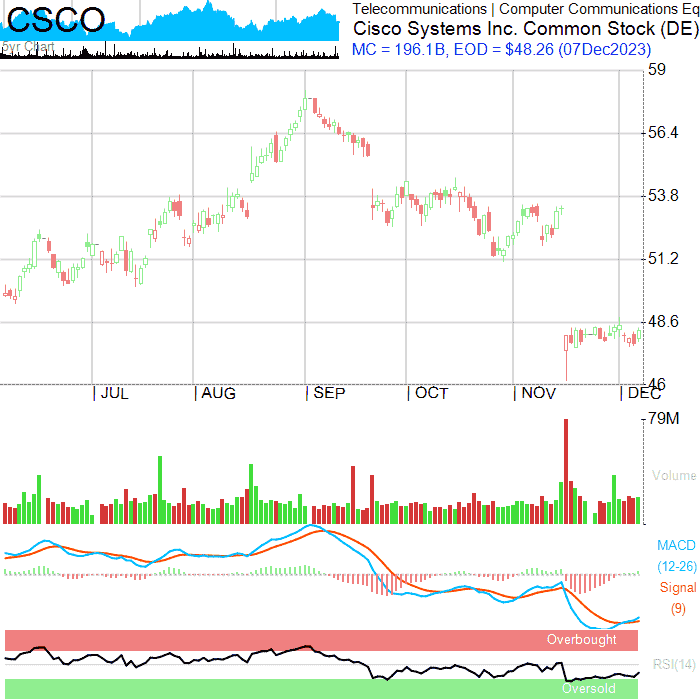 CSCO
5yr Chart
Telecommunications | Computer Communications Eq
Cisco Systems Inc. Common Stock (DE)
MC = 196.1B, EOD = $48.26 (07Dec2023)
59
56.4
53.8
51.2
48.6
46
JUL
AUG
SEP
OCT
NOV
DEC
79M
Volume
MACD
(12-26)
Signal
(9)
Overbought
RSI(14)
Oversold